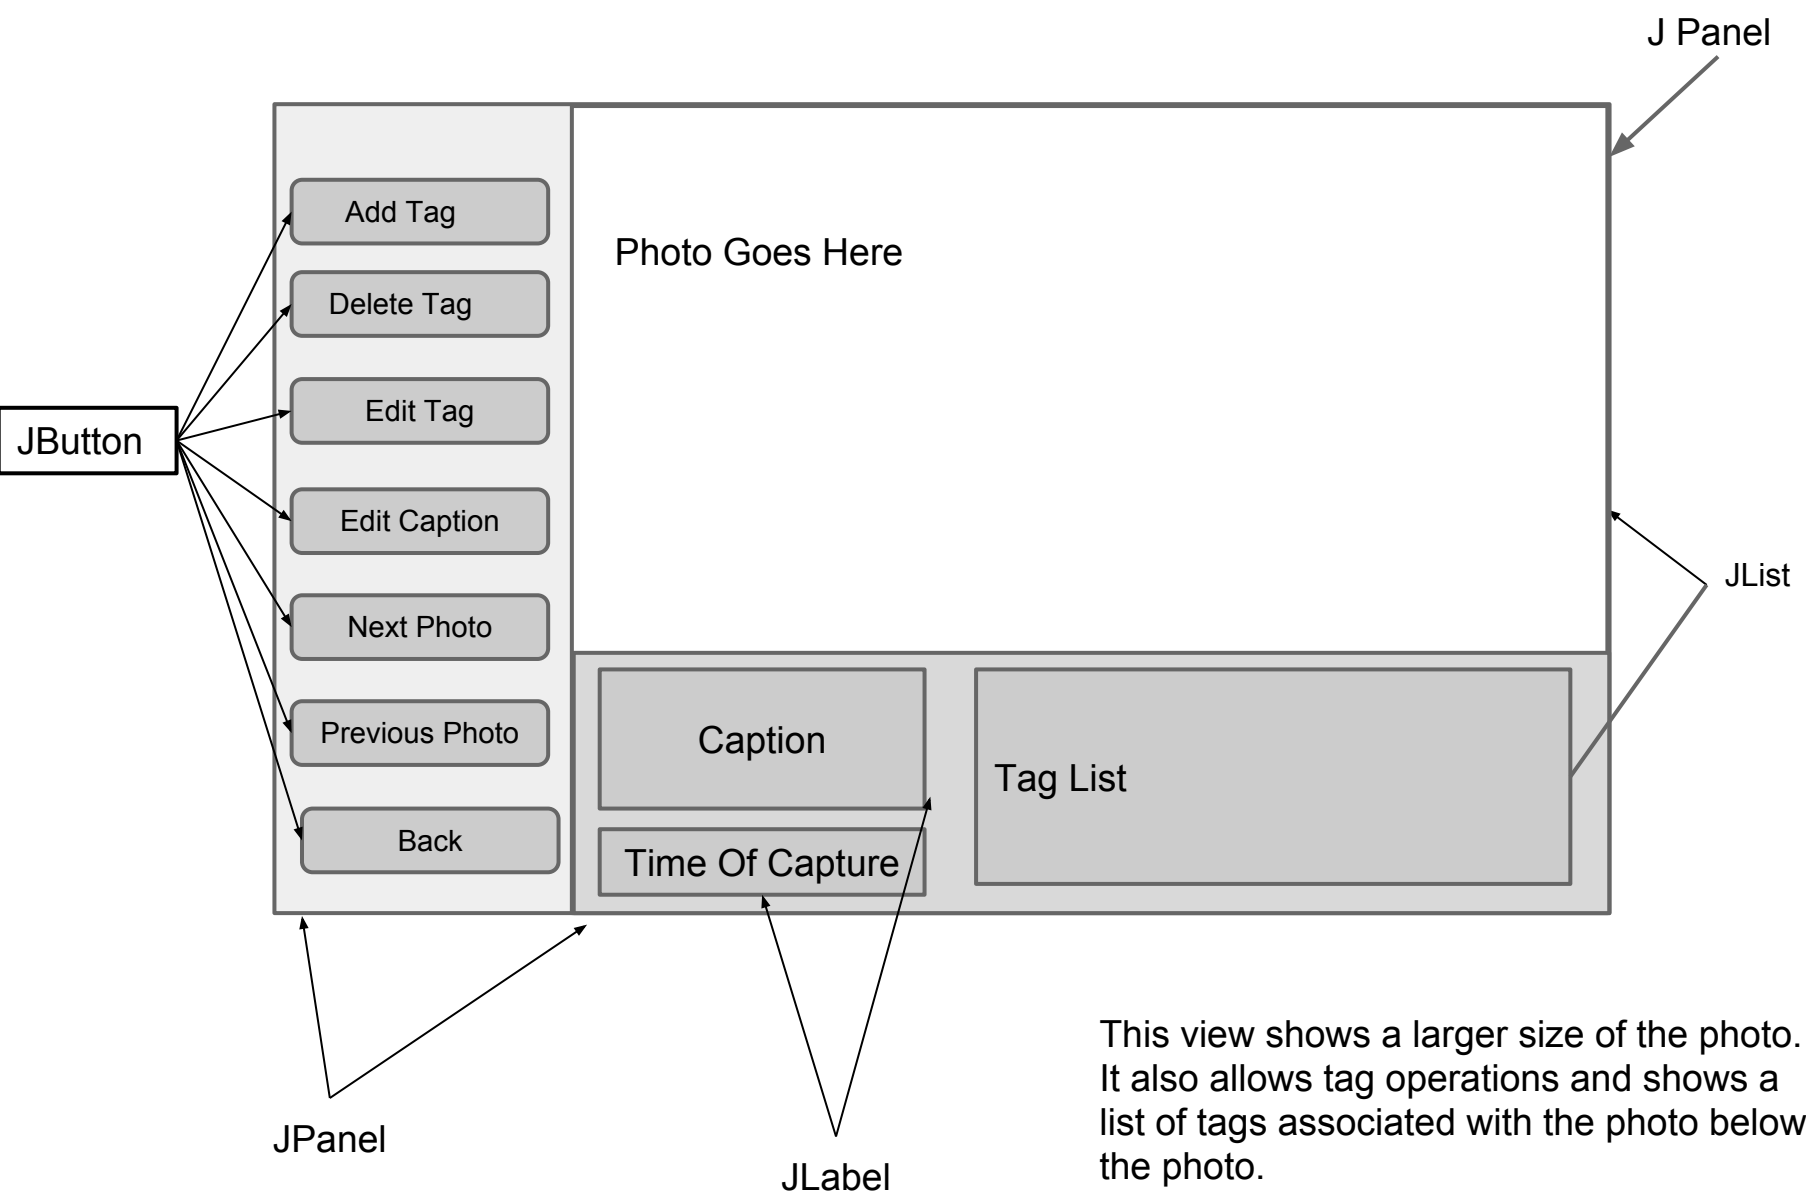 J Panel
Add Tag
Photo Goes Here
Delete Tag
Edit Tag
JButton
Edit Caption
JList
Next Photo
Previous Photo
Caption
Tag List
Back
Time Of Capture
This view shows a larger size of the photo.
It also allows tag operations and shows a
list of tags associated with the photo below
the photo.
JPanel
JLabel